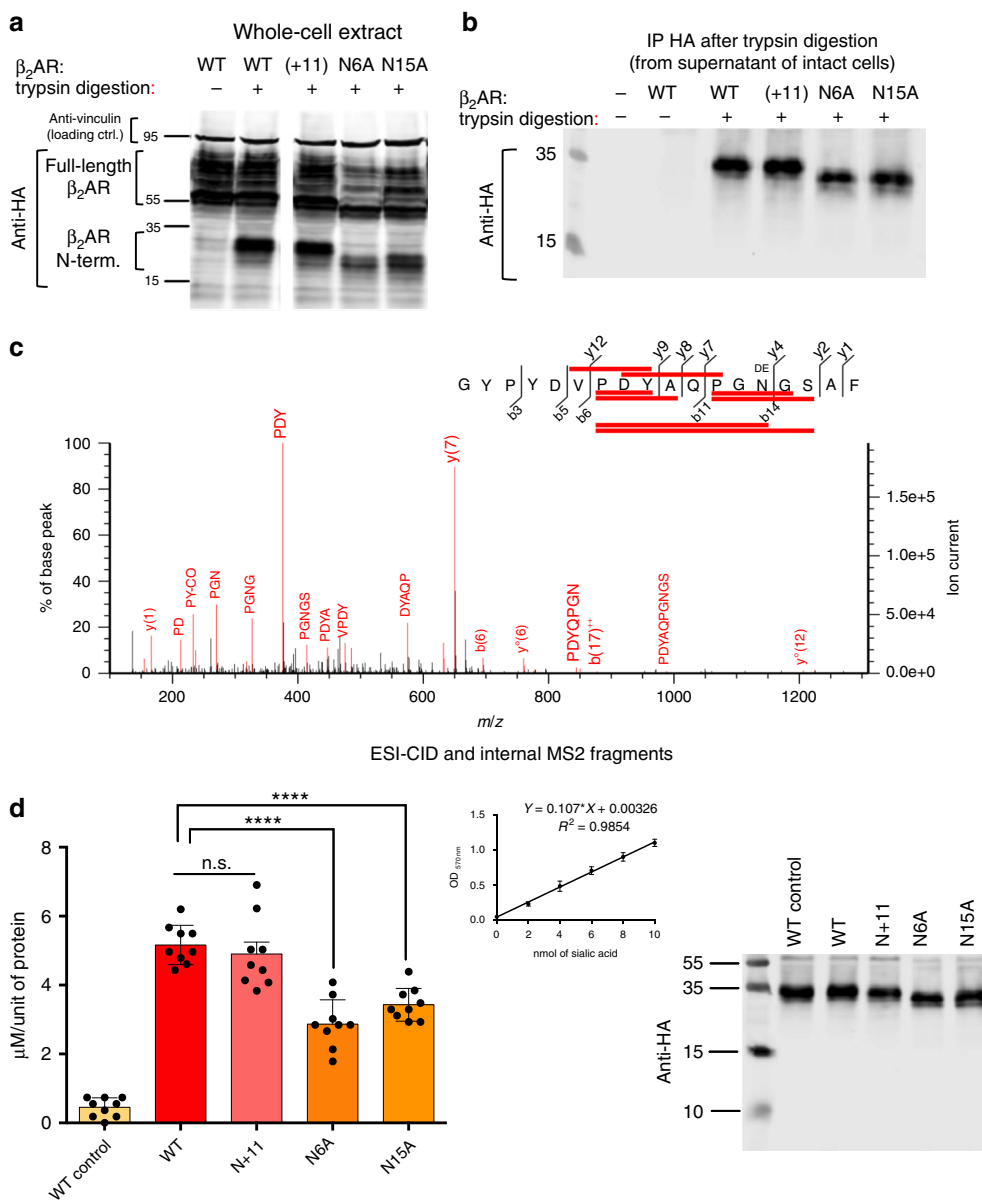 a
Whole-cell extract
β₂AR: WT WT (+11) N6A N15A
trypsin digestion: – + + + +
Anti-vinculin
(loading ctrl.)
95
Full-length
β₂AR
55
35
β₂AR
N-term.
15
Anti-HA
b
IP HA after trypsin digestion
(from supernatant of intact cells)
β₂AR: – WT WT (+11) N6A N15A
trypsin digestion: – – + + + +
35
15
Anti-HA
c
y12 y9 y8 y7 y4 y2 y1
DE
G Y P Y D V P D Y A Q P G N G S A F
b3 b5 b6 b11 b14
% of base peak
100
80
60
40
20
0
y(1)
PD
PY-CO
PGN
PGNG
PDY
PGNGS
PDYA
VPDY
DYAQP
y(7)
b(6)
y°(6)
PDYQPGN
b(17)⁺⁺
PDYAQPGNGS
y°(12)
1.5e+5
1.0e+5
5.0e+4
0.0e+0
Ion current
200 400 600 800 1000 1200
m/z
ESI-CID and internal MS2 fragments
d
μM/unit of protein
8
6
4
2
0
****
****
n.s.
WT control
WT
N+11
N6A
N15A
Y = 0.107*X + 0.00326
R² = 0.9854
OD 570 nm
1.5
1.0
0.5
0.0
0 2 4 6 8 10
nmol of sialic acid
WT control
WT
N+11
N6A
N15A
55
35
15
10
Anti-HA